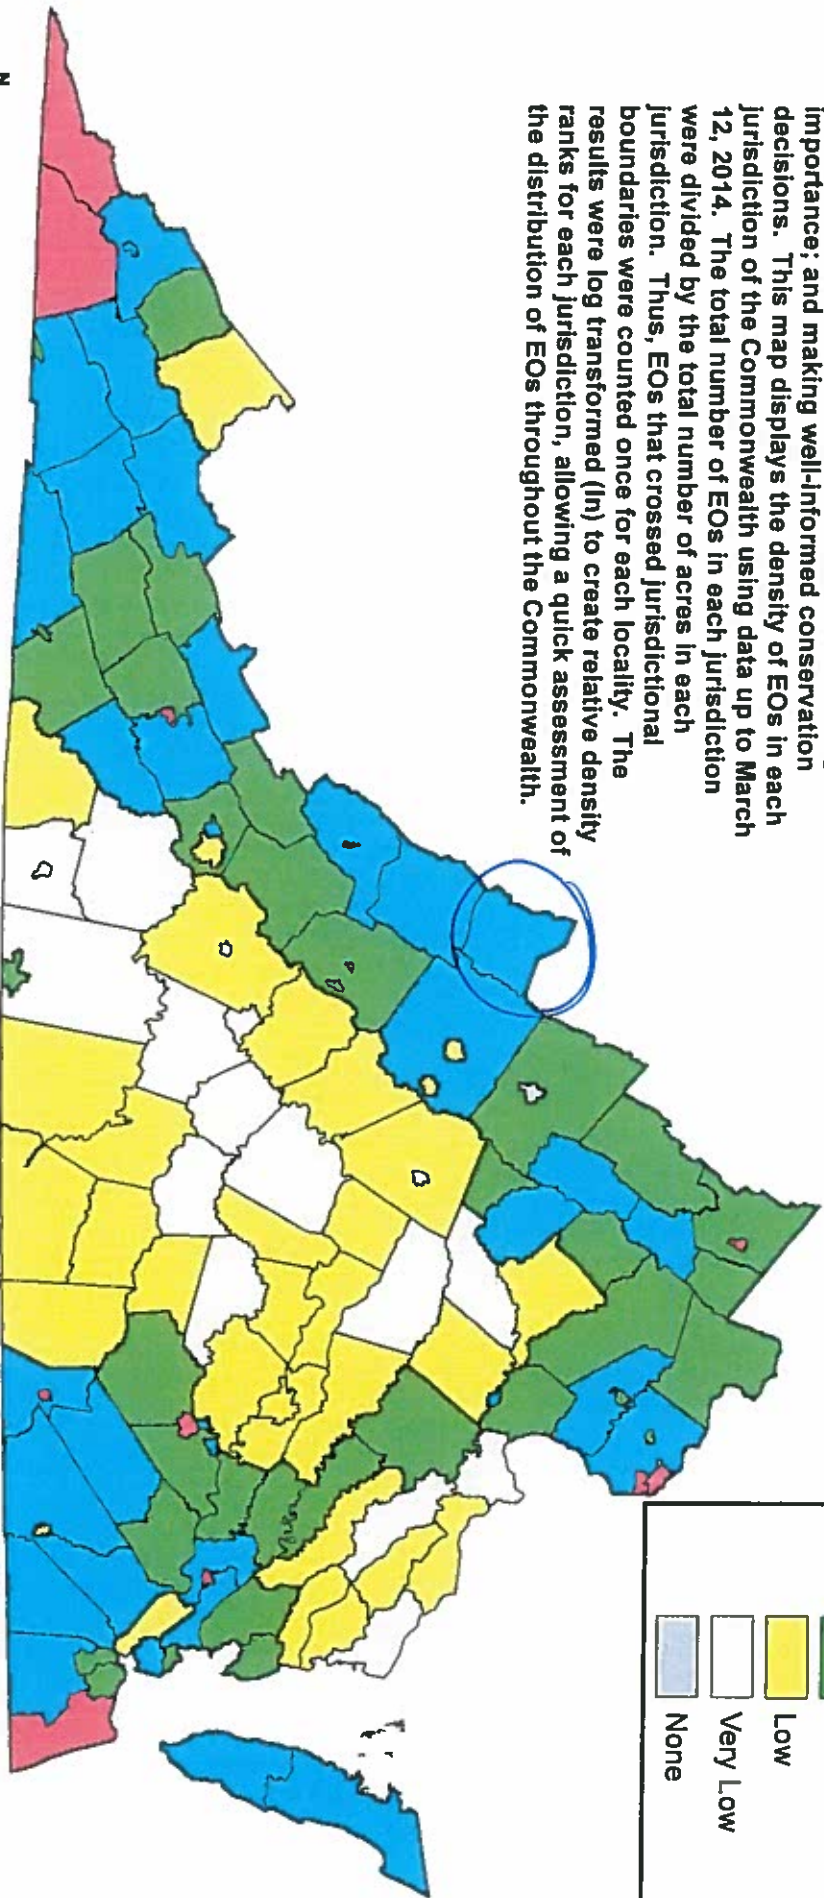 importance; and making well-informed conservation
decisions. This map displays the density of EOs in each
jurisdiction of the Commonwealth using data up to March
12, 2014. The total number of EOs in each jurisdiction
were divided by the total number of acres in each
jurisdiction. Thus, EOs that crossed jurisdictional
boundaries were counted once for each locality. The
results were log transformed (ln) to create relative density
ranks for each jurisdiction, allowing a quick assessment of
the distribution of EOs throughout the Commonwealth.
Low
Very Low
None
N